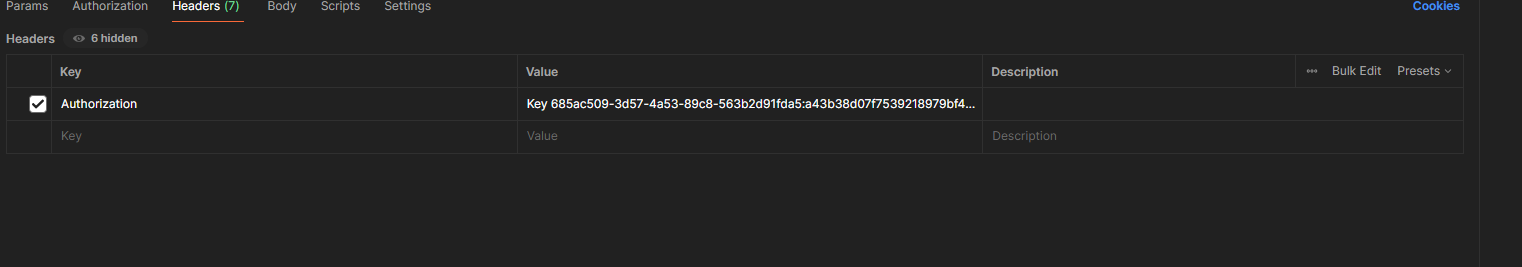 Params Authorization Headers (7) Body Scripts Settings Cookies
Headers 6 hidden
Key Value Description Bulk Edit Presets
Authorization Key 685ac509-3d57-4a53-89c8-563b2d91fda5:a43b38d07f7539218979bf4...
Key Value Description